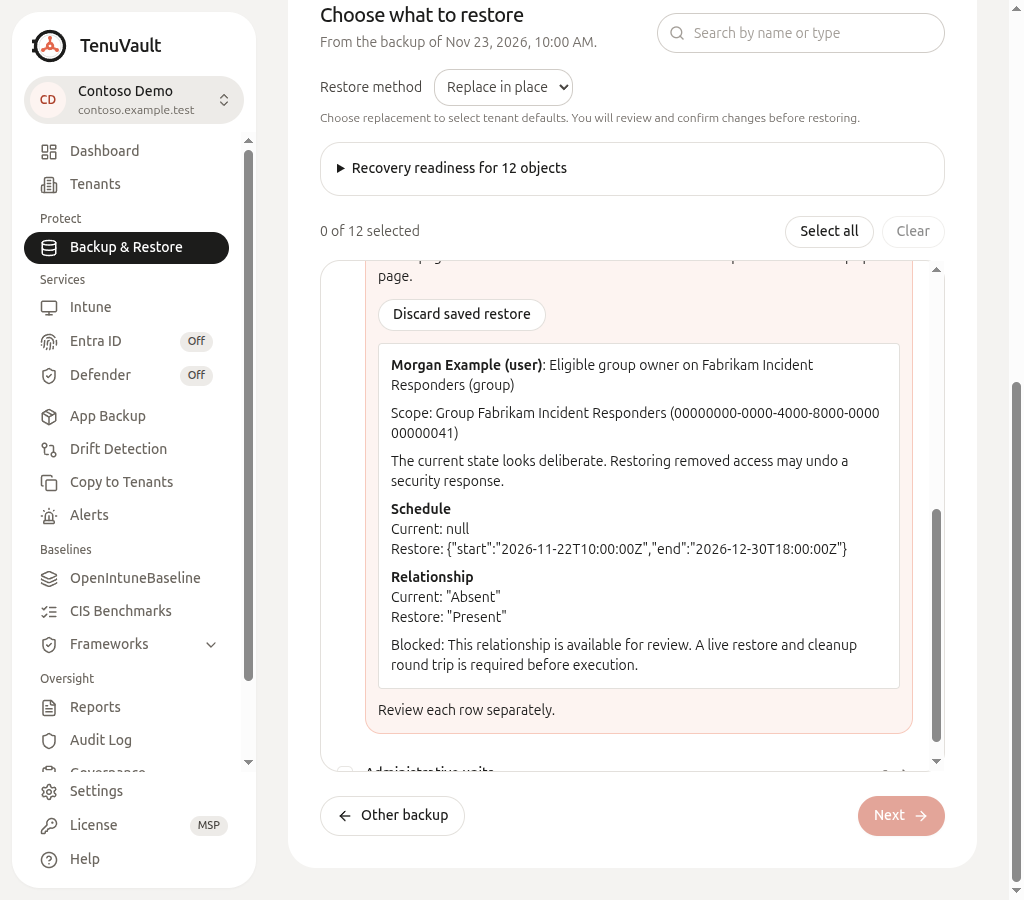 TenuVault
CD
Contoso Demo
contoso.example.test
Dashboard
Tenants
Protect
Backup & Restore
Services
Intune
Entra ID
Off
Defender
Off
App Backup
Drift Detection
Copy to Tenants
Alerts
Baselines
OpenIntuneBaseline
CIS Benchmarks
Frameworks
Oversight
Reports
Audit Log
Governance
Settings
License
MSP
Help
Choose what to restore
From the backup of Nov 23, 2026, 10:00 AM.
Search by name or type
Restore method
Replace in place
Choose replacement to select tenant defaults. You will review and confirm changes before restoring.
Recovery readiness for 12 objects
0 of 12 selected
Select all
Clear
page.
Discard saved restore
Morgan Example (user): Eligible group owner on Fabrikam Incident
Responders (group)
Scope: Group Fabrikam Incident Responders (00000000-0000-4000-8000-0000
00000041)
The current state looks deliberate. Restoring removed access may undo a
security response.
Schedule
Current: null
Restore: {"start":"2026-11-22T10:00:00Z","end":"2026-12-30T18:00:00Z"}
Relationship
Current: "Absent"
Restore: "Present"
Blocked: This relationship is available for review. A live restore and cleanup
round trip is required before execution.
Review each row separately.
Administrative units
Other backup
Next